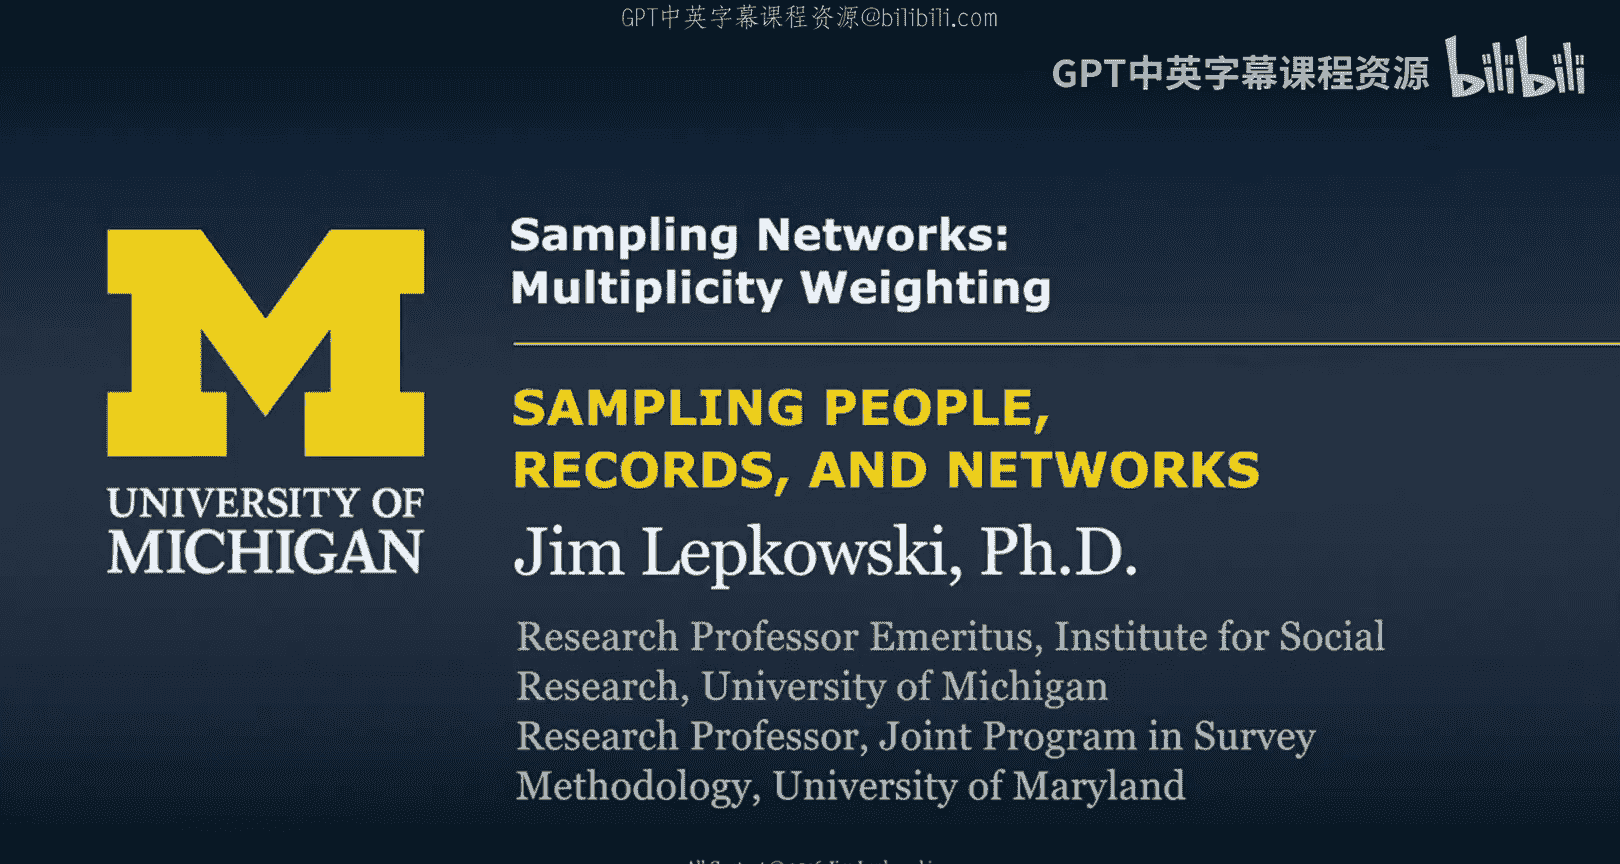 GPT中英字幕课程资源@bilibili.com
GPT中英字幕课程资源 bilibili
Sampling Networks:
Multiplicity Weighting
SAMPLING PEOPLE,
RECORDS, AND NETWORKS
Jim Lepkowski, Ph.D.
Research Professor Emeritus, Institute for Social
Research, University of Michigan
Research Professor, Joint Program in Survey
Methodology, University of Maryland
M
UNIVERSITY OF
MICHIGAN